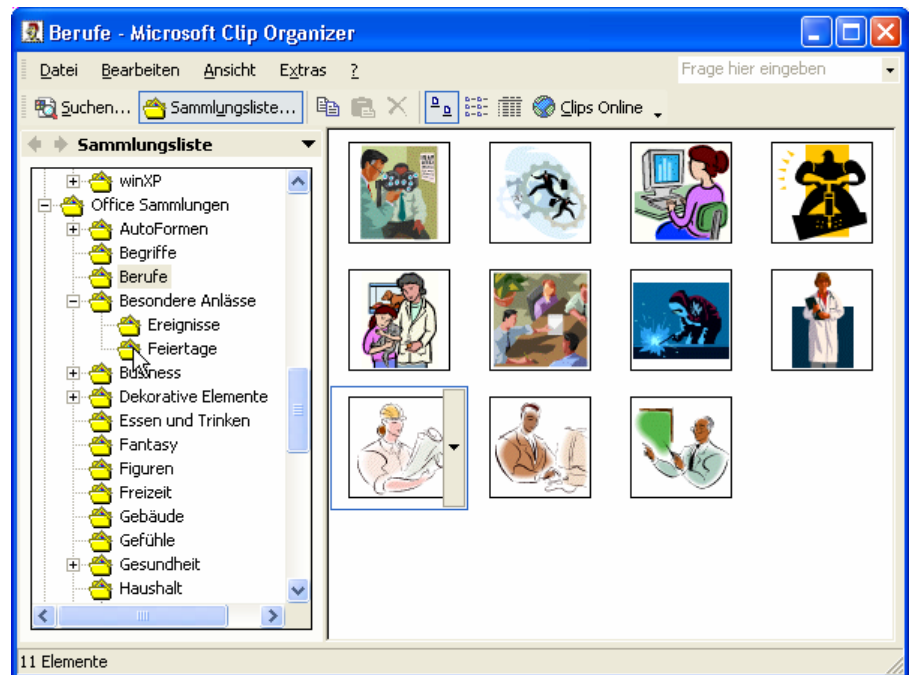 Berufe - Microsoft Clip Organizer
Datei Bearbeiten Ansicht Extras ? Frage hier eingeben
Suchen... Sammlungsliste... Clips Online
Sammlungsliste
winXP
Office Sammlungen
AutoFormen
Begriffe
Berufe
Besondere Anlässe
Ereignisse
Feiertage
Business
Dekorative Elemente
Essen und Trinken
Fantasy
Figuren
Freizeit
Gebäude
Gefühle
Gesundheit
Haushalt
11 Elemente